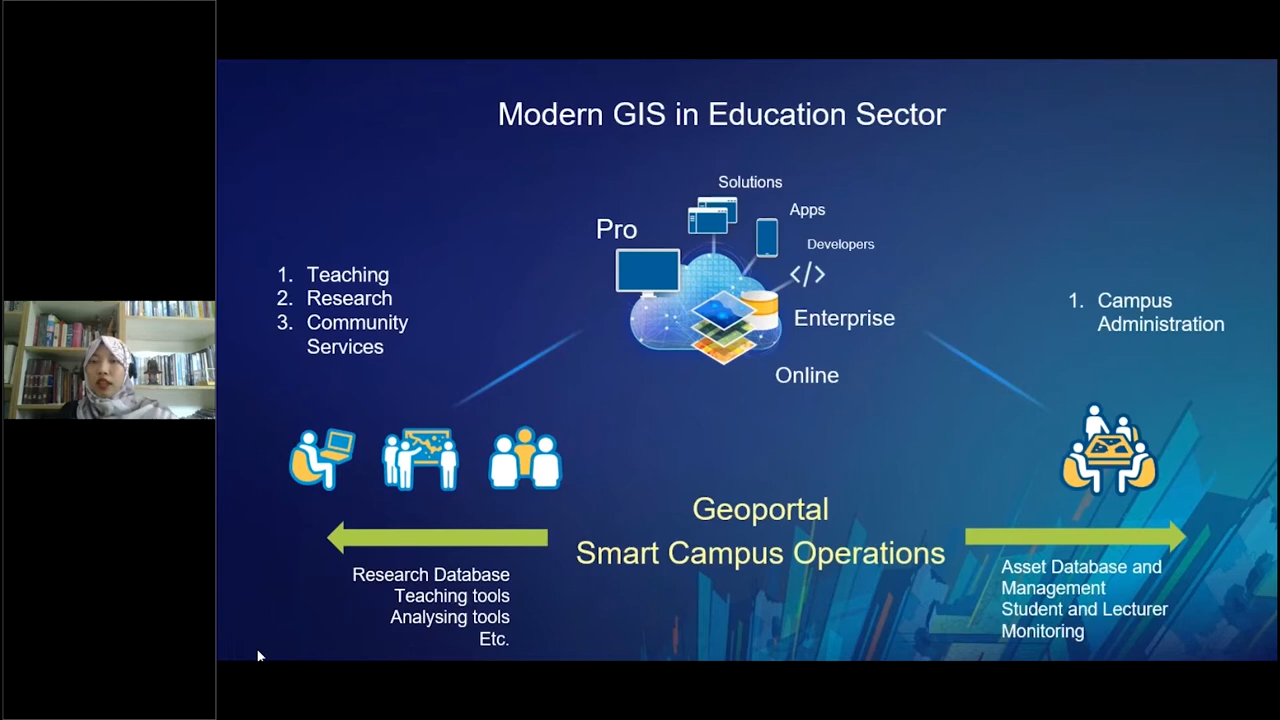 Modern GIS in Education Sector
Solutions
Apps
Pro
Developers
</>
Enterprise
Online
1. Teaching
2. Research
3. Community
Services
1. Campus
Administration
Geoportal
Smart Campus Operations
Research Database
Teaching tools
Analysing tools
Etc.
Asset Database and
Management
Student and Lecturer
Monitoring